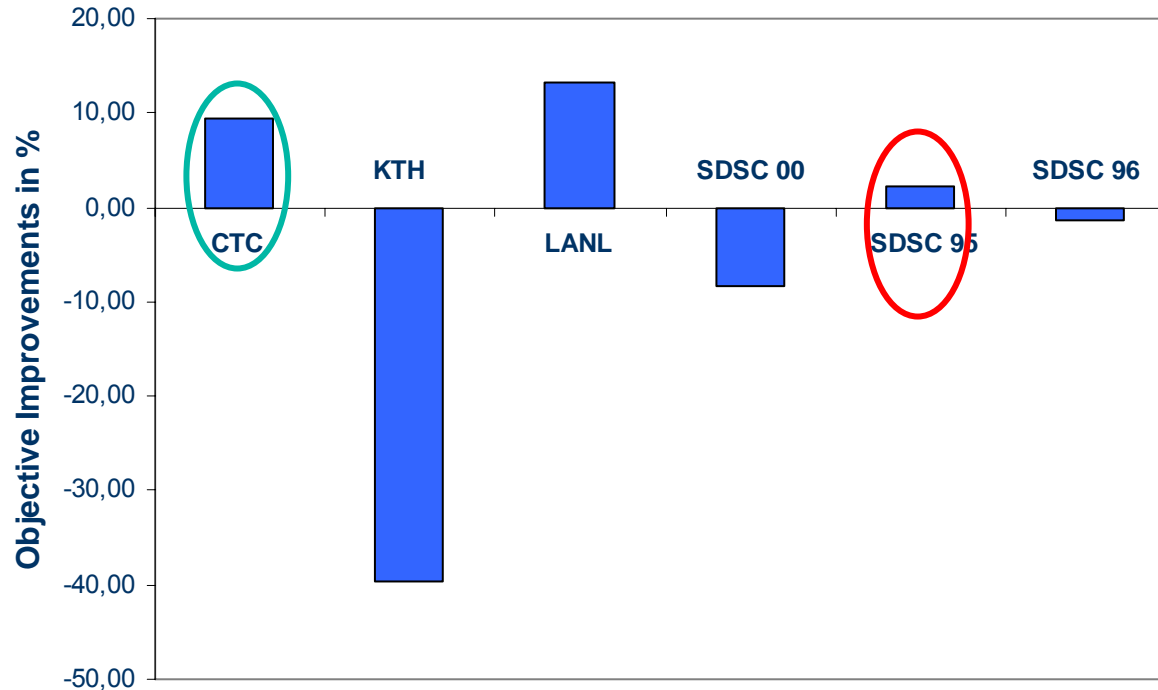 Objective Improvements in %
20,00
10,00
0,00
-10,00
-20,00
-30,00
-40,00
-50,00
KTH
SDSC 00
SDSC 96
CTC
LANL
SDSC 95